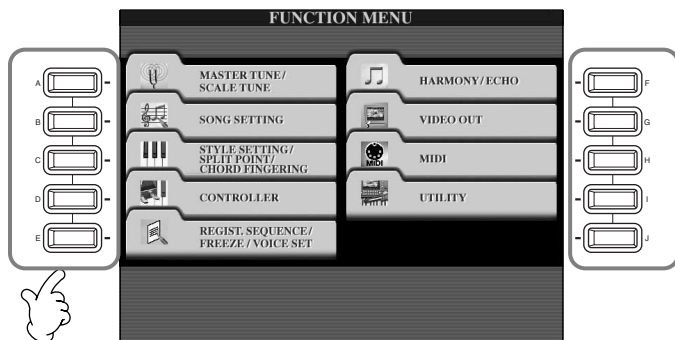 FUNCTION MENU
A
B
C
D
E
MASTER TUNE/
SCALE TUNE
SONG SETTING
STYLE SETTING/
SPLIT POINT/
CHORD FINGERING
CONTROLLER
REGIST. SEQUENCE/
FREEZE/VOICE SET
HARMONY/ECHO
VIDEO OUT
MIDI
MIDI
UTILITY
F
G
H
I
J